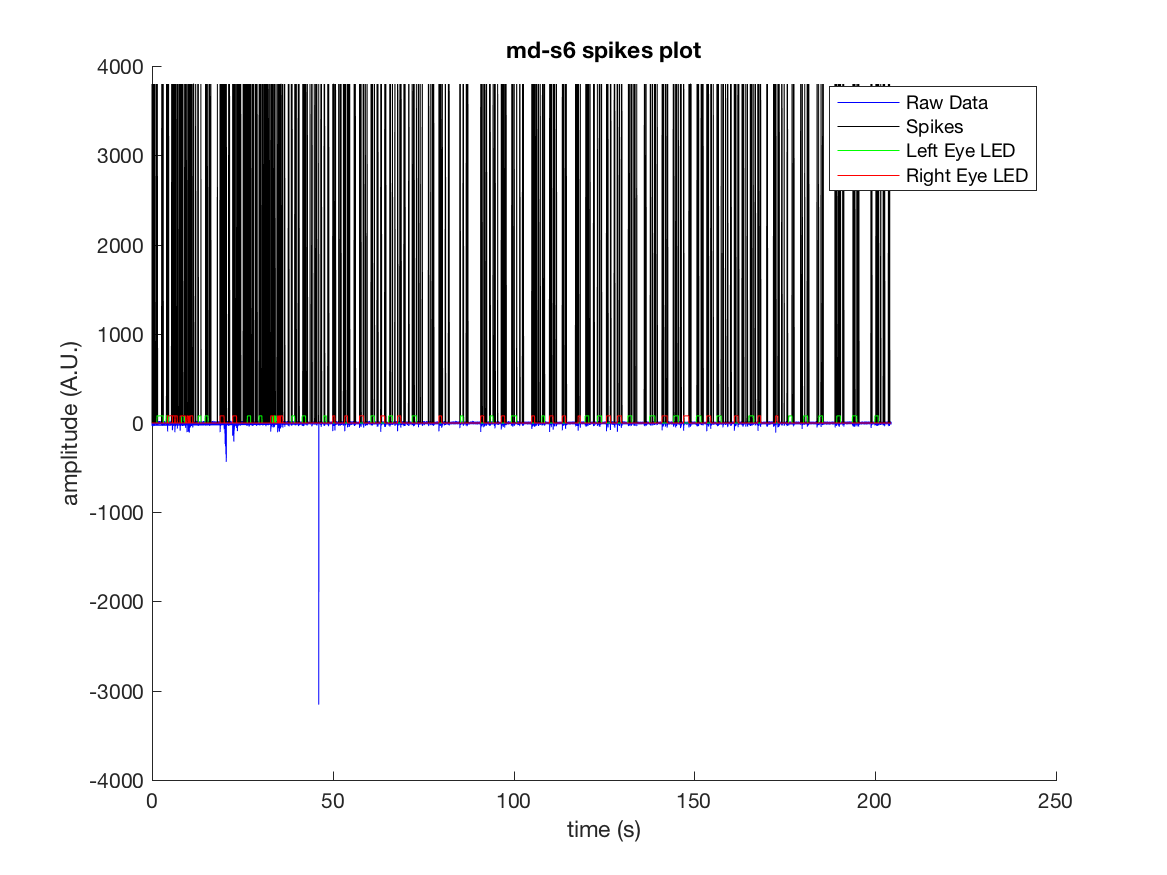 md-s6 spikes plot
4000
3000
2000
1000
0
-1000
-2000
-3000
-4000
amplitude (A.U.)
Raw Data
Spikes
Left Eye LED
Right Eye LED
0 50 100 150 200 250
time (s)